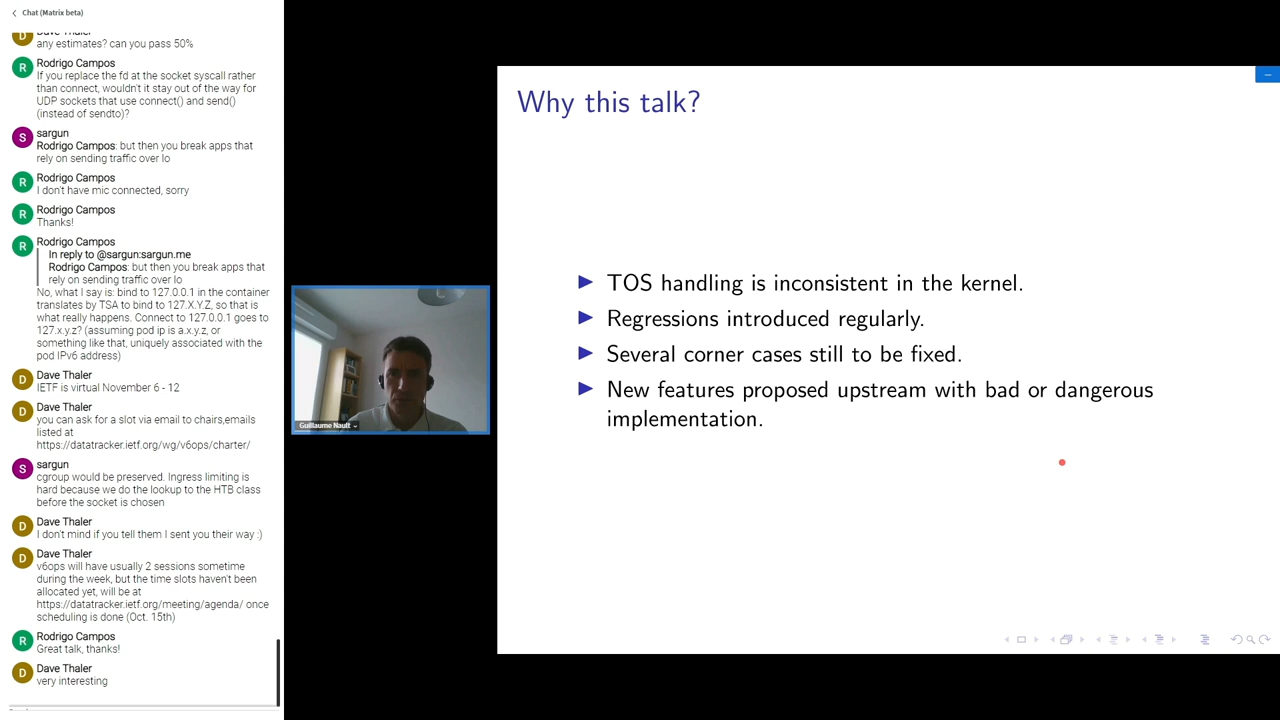 Chat (Matrix beta)
Dave Thaler
any estimates? can you pass 50%
Rodrigo Campos
If you replace the fd at the socket syscall rather
than connect, wouldn't it stay out of the way for
UDP sockets that use connect() and send()
(instead of sendto)?
sargun
Rodrigo Campos: but then you break apps that
rely on sending traffic over lo
Rodrigo Campos
I don't have mic connected, sorry
Rodrigo Campos
Thanks!
Rodrigo Campos
In reply to @sargun:sargun.me
Rodrigo Campos: but then you break apps that
rely on sending traffic over lo
No, what I say is: bind to 127.0.0.1 in the container
translates by TSA to bind to 127.X.Y.Z, so that is
what really happens. Connect to 127.0.0.1 goes to
127.x.y.z? (assuming pod ip is a.x.y.z, or
something like that, uniquely associated with the
pod IPv6 address)
Dave Thaler
IETF is virtual November 6 - 12
Dave Thaler
you can ask for a slot via email to chairs,emails
listed at
https://datatracker.ietf.org/wg/v6ops/charter/
sargun
cgroup would be preserved. Ingress limiting is
hard because we do the lookup to the HTB class
before the socket is chosen
Dave Thaler
I don't mind if you tell them I sent you their way :)
Dave Thaler
v6ops will have usually 2 sessions sometime
during the week, but the time slots haven't been
allocated yet, will be at
https://datatracker.ietf.org/meeting/agenda/ once
scheduling is done (Oct. 15th)
Rodrigo Campos
Great talk, thanks!
Dave Thaler
very interesting
Guillaume Nault
Why this talk?
TOS handling is inconsistent in the kernel.
Regressions introduced regularly.
Several corner cases still to be fixed.
New features proposed upstream with bad or dangerous
implementation.